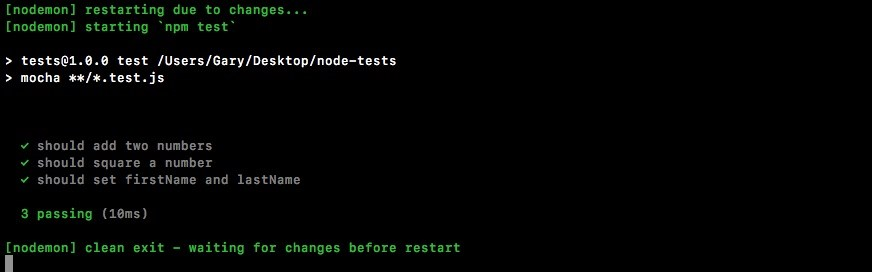 [nodemon] restarting due to changes...
[nodemon] starting `npm test`
> tests@1.0.0 test /Users/Gary/Desktop/node-tests
> mocha **/*.test.js
✓ should add two numbers
✓ should square a number
✓ should set firstName and lastName
3 passing (10ms)
[nodemon] clean exit - waiting for changes before restart